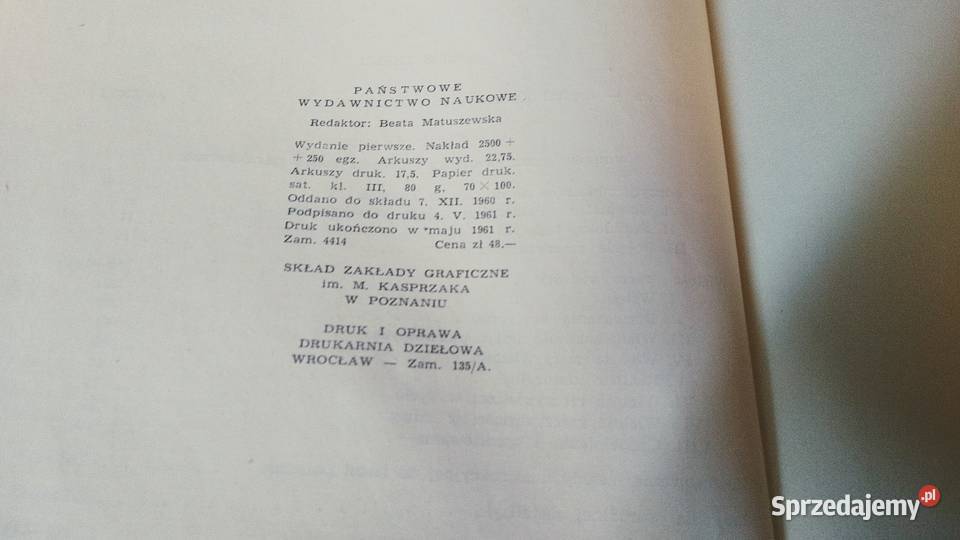 PAŃSTWOWE
WYDAWNICTWO NAUKOWE
Redaktor: Beata Matuszewska
Wydanie pierwsze. Nakład 2500 +
+ 250 egz. Arkuszy wyd. 22,75.
Arkuszy druk. 17,5. Papier druk.
sat. kl. III, 80 g, 70 × 100.
Oddano do składu 7. XII. 1960 r.
Podpisano do druku 4. V. 1961 r.
Druk ukończono w maju 1961 r.
Zam. 4414 Cena zł 48.—
SKŁAD ZAKŁADY GRAFICZNE
im. M. KASPRZAKA
W POZNANIU
DRUK I OPRAWA
DRUKARNIA DZIEŁOWA
WROCŁAW — Zam. 135/A.
Sprzedajemy.pl